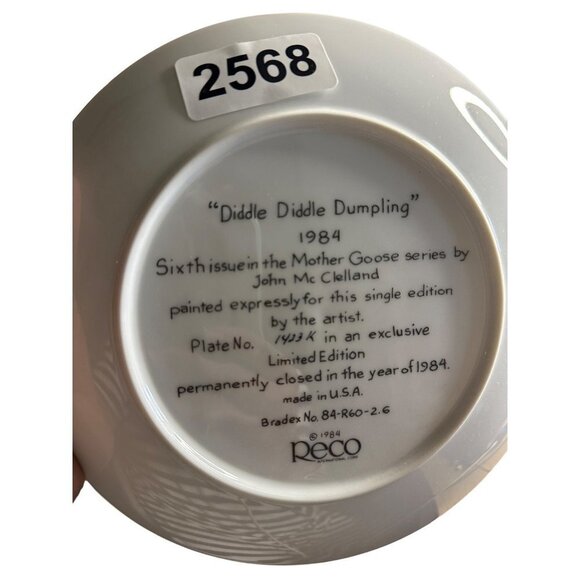 2568
"Diddle Diddle Dumpling"
1984
Sixth issue in the Mother Goose series by
John McClelland
painted expressly for this single edition
by the artist.
Plate No. 1423K in an exclusive
Limited Edition
permanently closed in the year of 1984.
made in U.S.A.
Bradex No. 84-R60-2.6
© 1984
Reco
INTERNATIONAL CORP.